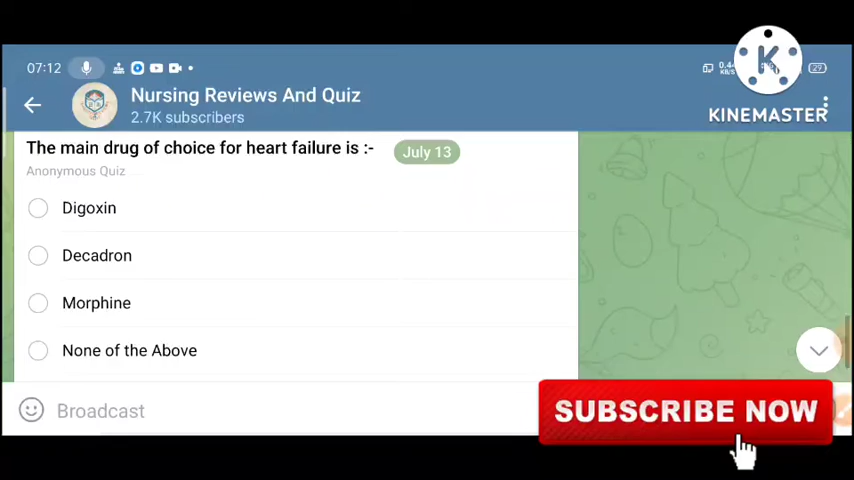 07:12
29
Nursing Reviews And Quiz
2.7K subscribers
KINEMASTER
The main drug of choice for heart failure is :-
July 13
Anonymous Quiz
Digoxin
Decadron
Morphine
None of the Above
Broadcast
SUBSCRIBE NOW